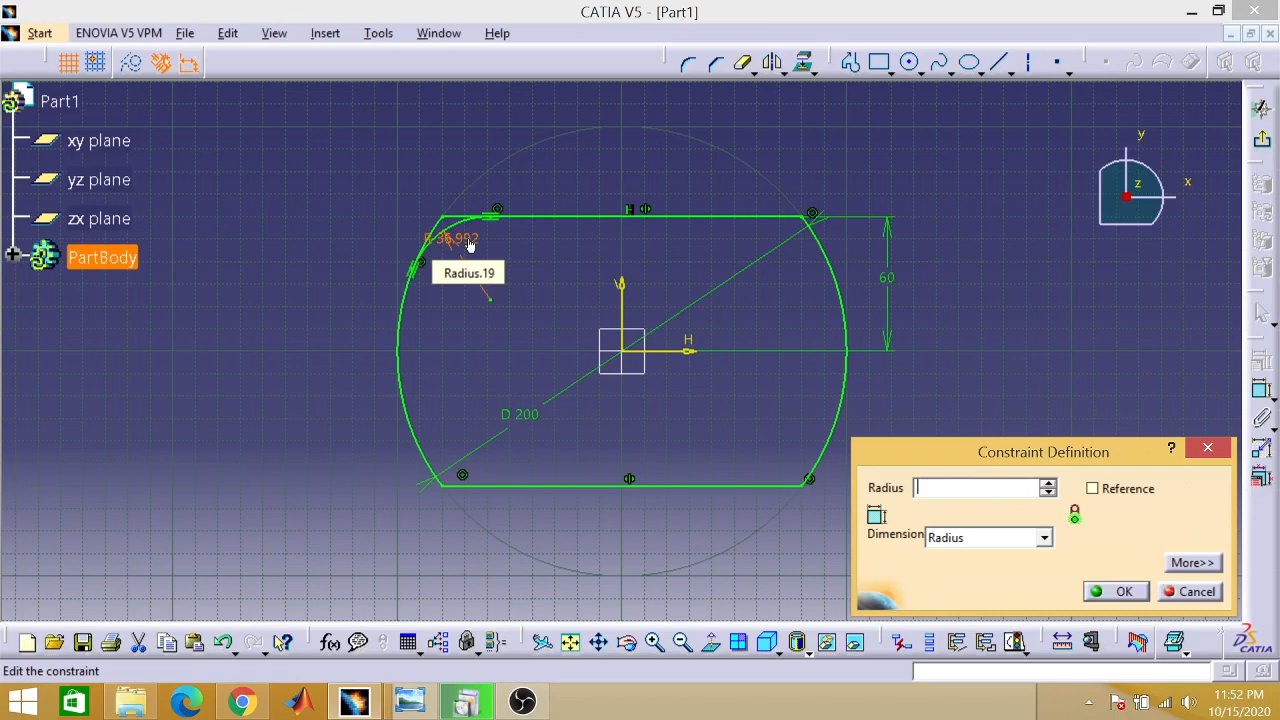 CATIA V5 - [Part1]
Start ENOVIA V5 VPM File Edit View Insert Tools Window Help
Part1
xy plane
yz plane
zx plane
PartBody
y
z
x
H
R 36.992
Radius.19
60
V
H
D 200
Constraint Definition
?
Radius
Reference
Dimension Radius
More>>
OK Cancel
f(x)
CATIA
Edit the constraint
11:52 PM
10/15/2020